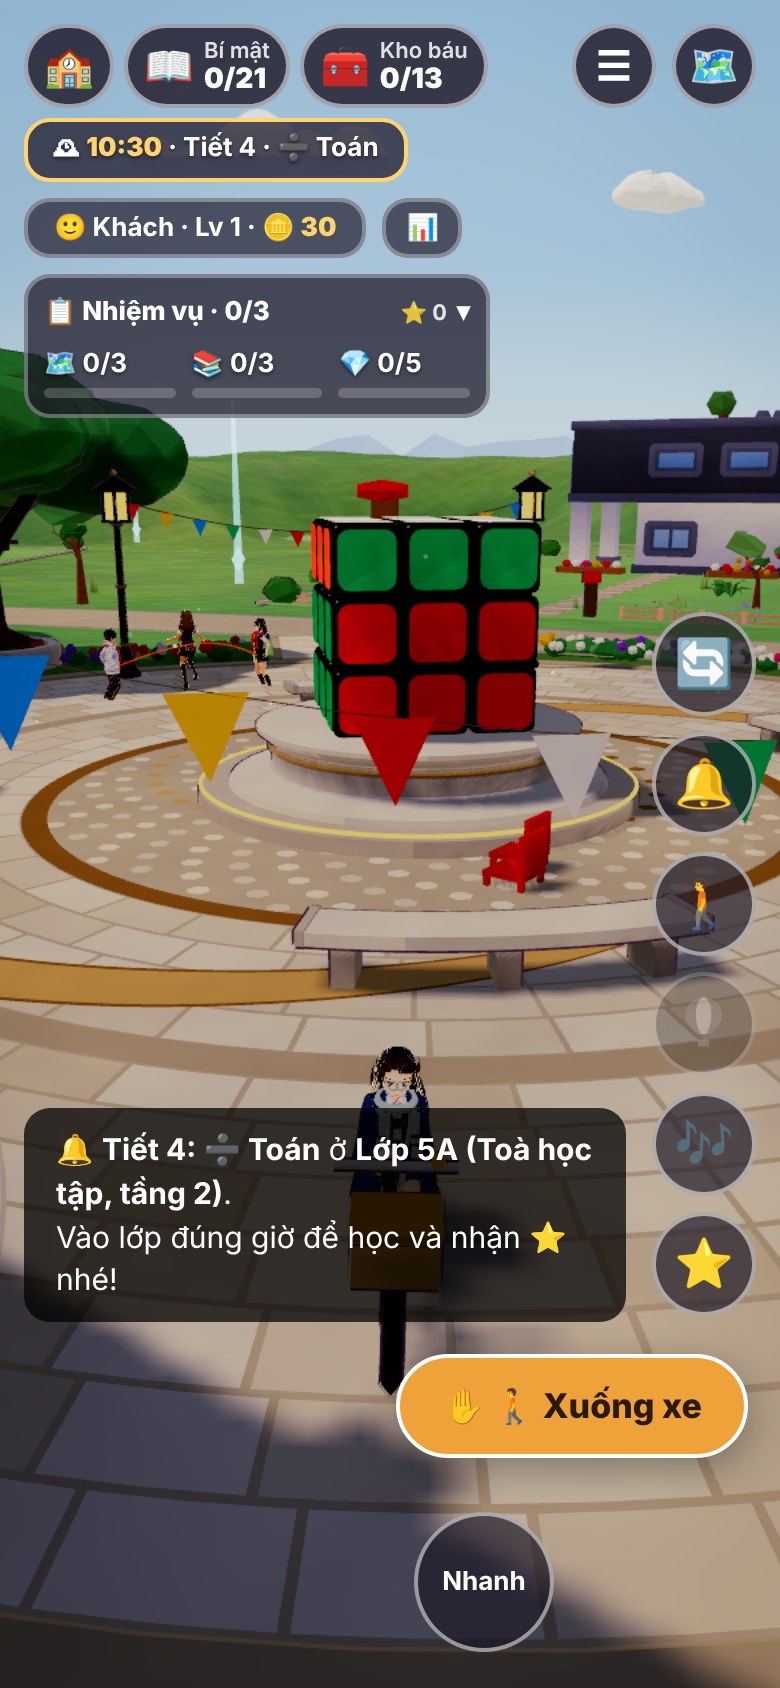 Bí mật
0/21
Kho báu
0/13
10:30 · Tiết 4 · ➗ Toán
Khách · Lv 1 · 🪙 30
Nhiệm vụ · 0/3
⭐ 0 ▼
0/3
0/3
0/5
🔔 Tiết 4: ➗ Toán ở Lớp 5A (Toà học
tập, tầng 2).
Vào lớp đúng giờ để học và nhận ⭐
nhé!
Xuống xe
Nhanh